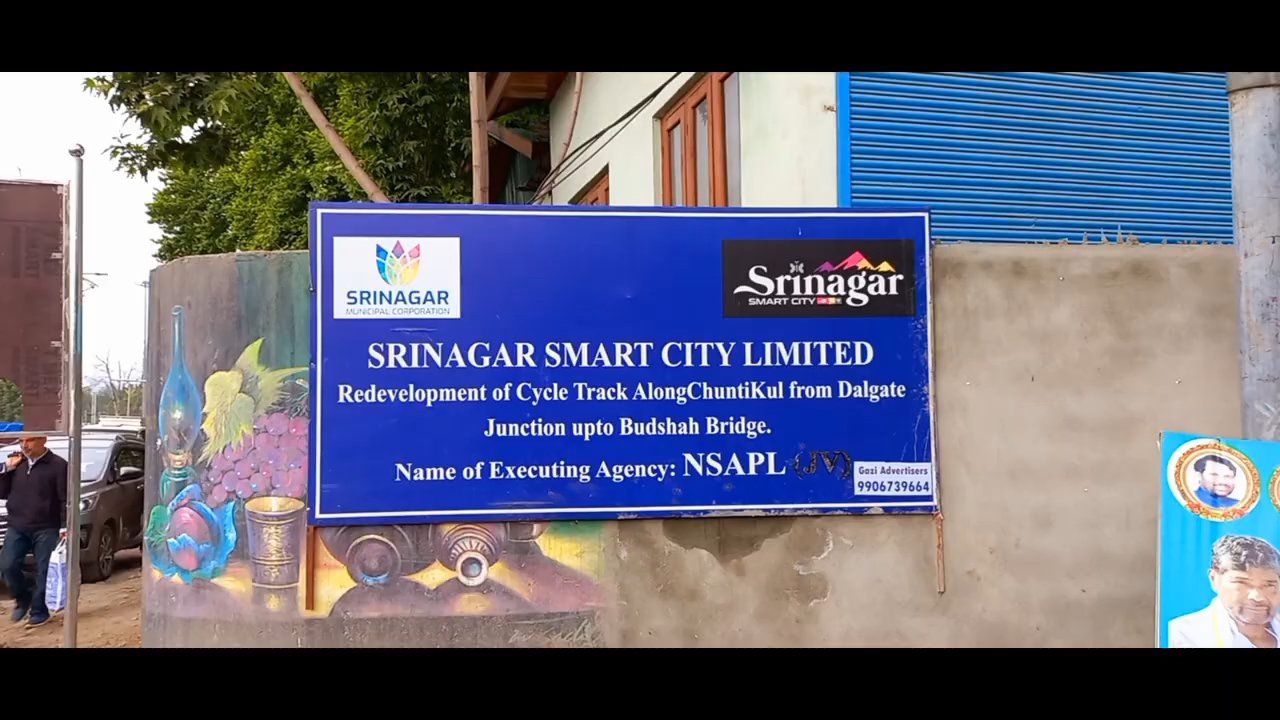 SRINAGAR
MUNICIPAL CORPORATION
Srinagar
SMART CITY
SRINAGAR SMART CITY LIMITED
Redevelopment of Cycle Track AlongChuntiKul from Dalgate
Junction upto Budshah Bridge.
Name of Executing Agency: NSAPL (JV)
Gazi Advertisers
9906739664